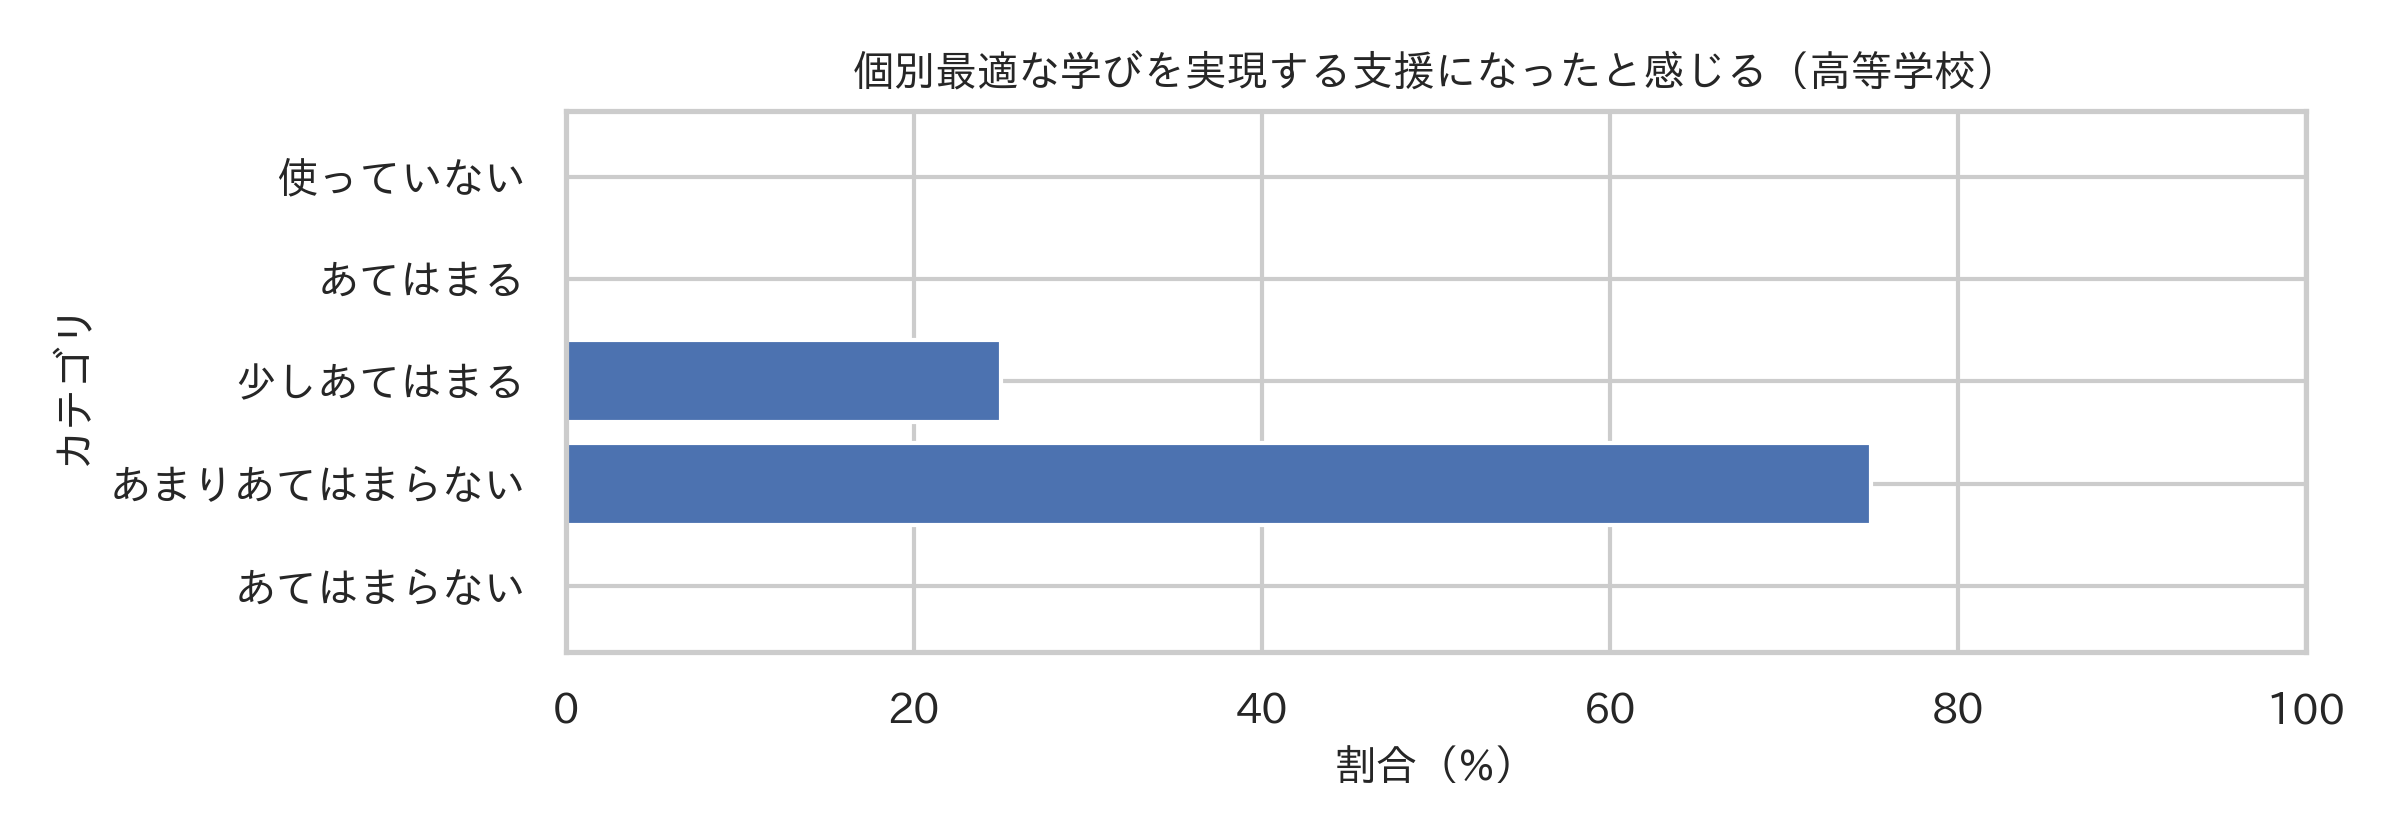 個別最適な学びを実現する支援になったと感じる（高等学校）
カテゴリ
使っていない
あてはまる
少しあてはまる
あまりあてはまらない
あてはまらない
0 20 40 60 80 100
割合（%）